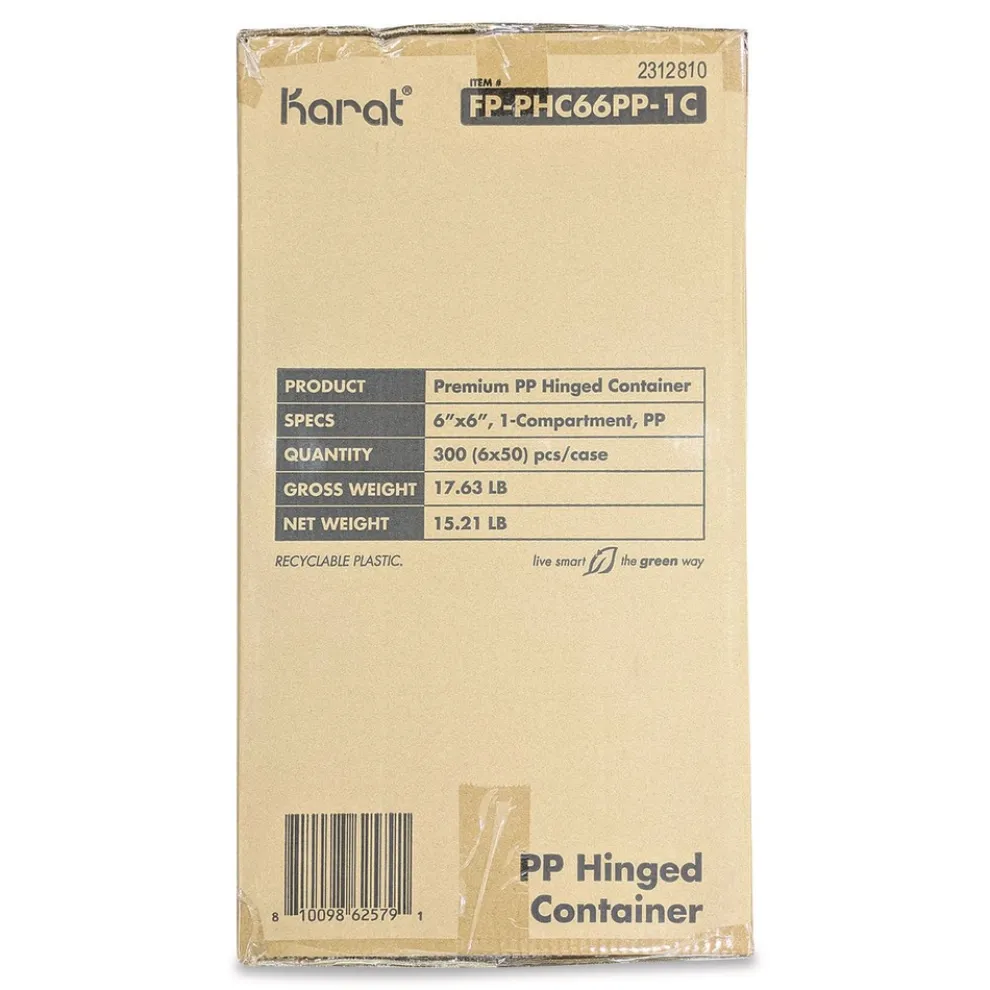 Karat®
2312810
ITEM #
FP-PHC66PP-1C
PRODUCT Premium PP Hinged Container
SPECS 6”x6”, 1-Compartment, PP
QUANTITY 300 (6x50) pcs/case
GROSS WEIGHT 17.63 LB
NET WEIGHT 15.21 LB
RECYCLABLE PLASTIC. live smart the green way
8 10098 62579 1
PP Hinged
Container